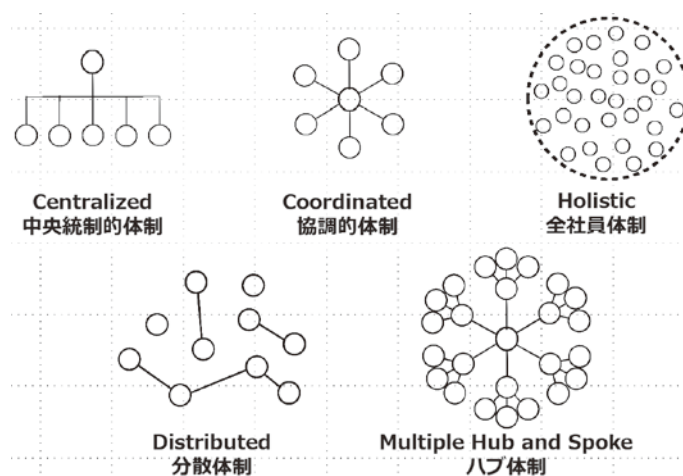 Centralized
中央統制的体制
Coordinated
協調的体制
Holistic
全社員体制
Distributed
分散体制
Multiple Hub and Spoke
ハブ体制